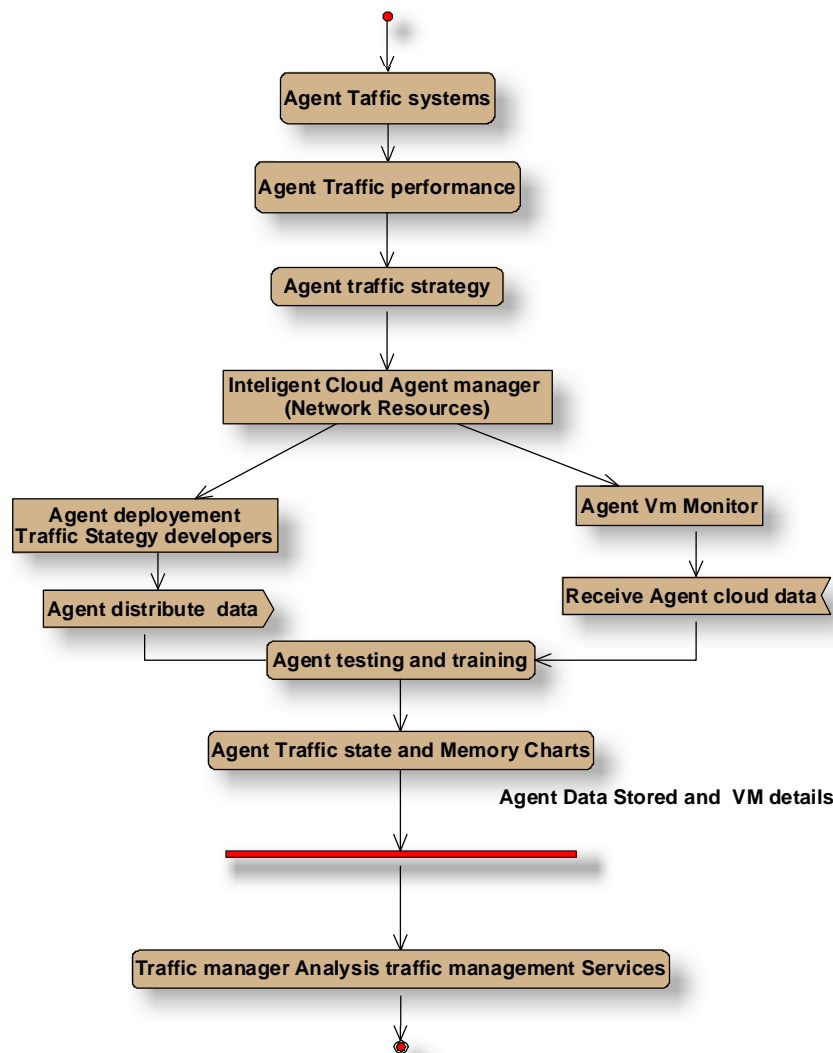 Agent Taffic systems
Agent Traffic performance
Agent traffic strategy
Inteligent Cloud Agent manager
(Network Resources)
Agent deployement
Traffic Stategy developers
Agent Vm Monitor
Agent distribute  data
Receive Agent cloud data
Agent testing and training
Agent Traffic state and Memory Charts
Agent Data Stored and  VM details
Traffic manager Analysis traffic management Services